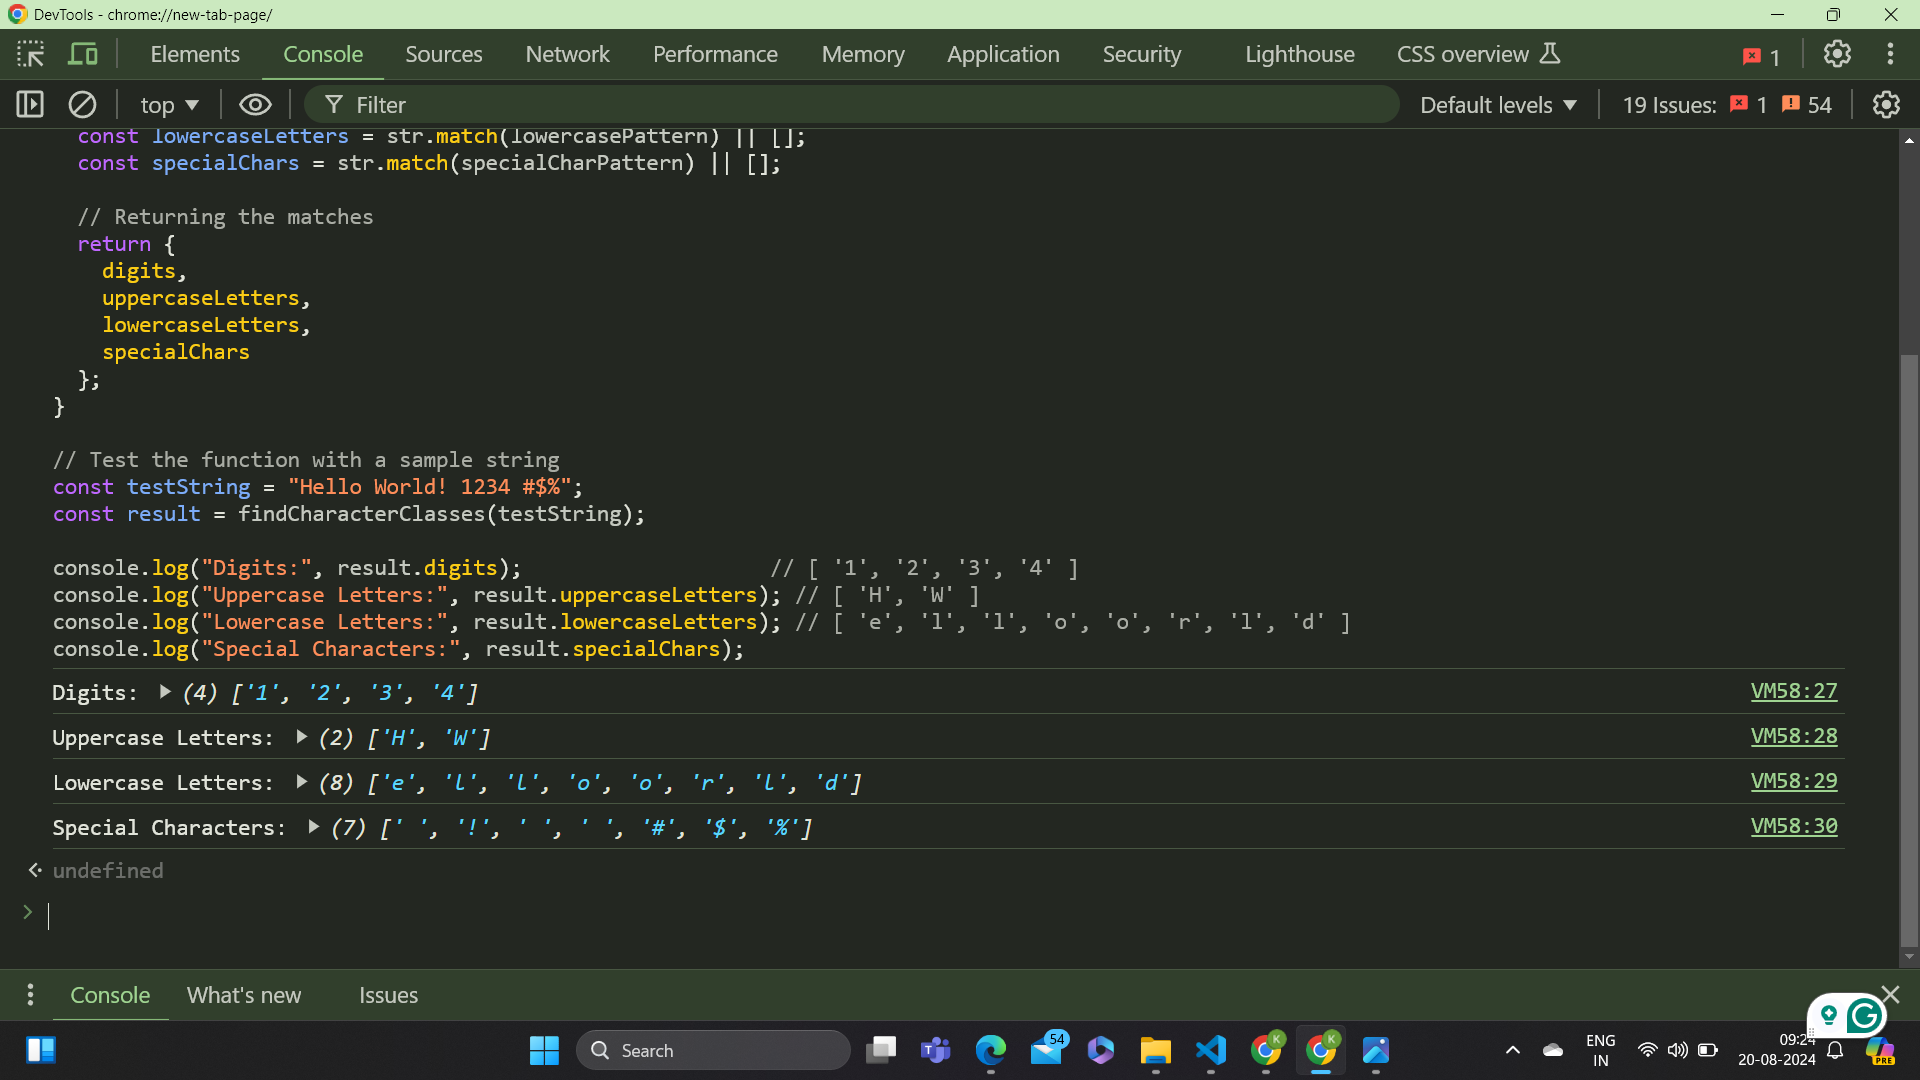 DevTools - chrome://new-tab-page/
Elements Console Sources Network Performance Memory Application Security Lighthouse CSS overview 1
top Filter Default levels 19 Issues: 1 54
const lowercaseLetters = str.match(lowercasePattern) || [];
const specialChars = str.match(specialCharPattern) || [];
// Returning the matches
return {
digits,
uppercaseLetters,
lowercaseLetters,
specialChars
};
}
// Test the function with a sample string
const testString = "Hello World! 1234 #$%";
const result = findCharacterClasses(testString);
console.log("Digits:", result.digits); // [ '1', '2', '3', '4' ]
console.log("Uppercase Letters:", result.uppercaseLetters); // [ 'H', 'W' ]
console.log("Lowercase Letters:", result.lowercaseLetters); // [ 'e', 'l', 'l', 'o', 'o', 'r', 'l', 'd' ]
console.log("Special Characters:", result.specialChars);
Digits: (4) ['1', '2', '3', '4'] VM58:27
Uppercase Letters: (2) ['H', 'W'] VM58:28
Lowercase Letters: (8) ['e', 'l', 'l', 'o', 'o', 'r', 'l', 'd'] VM58:29
Special Characters: (7) [' ', '!', ' ', ' ', '#', '$', '%'] VM58:30
undefined
Console What's new Issues
Search 54 ENG 09:24
IN 20-08-2024 PRE